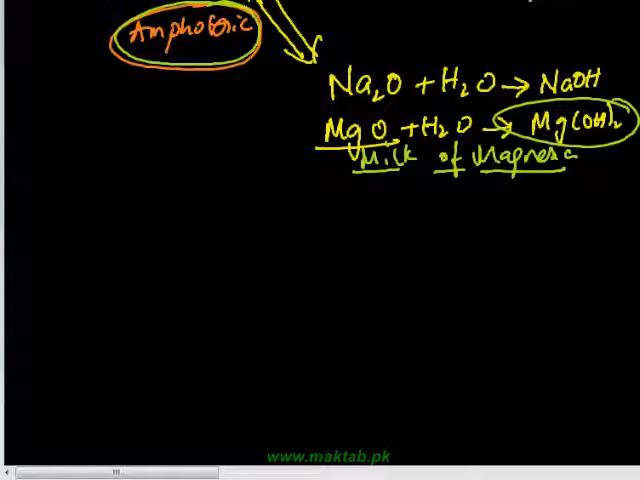 Amphoteric
Na₂O + H₂O → NaOH
MgO + H₂O → Mg(OH)₂
Milk of Magnesia
www.maktab.pk